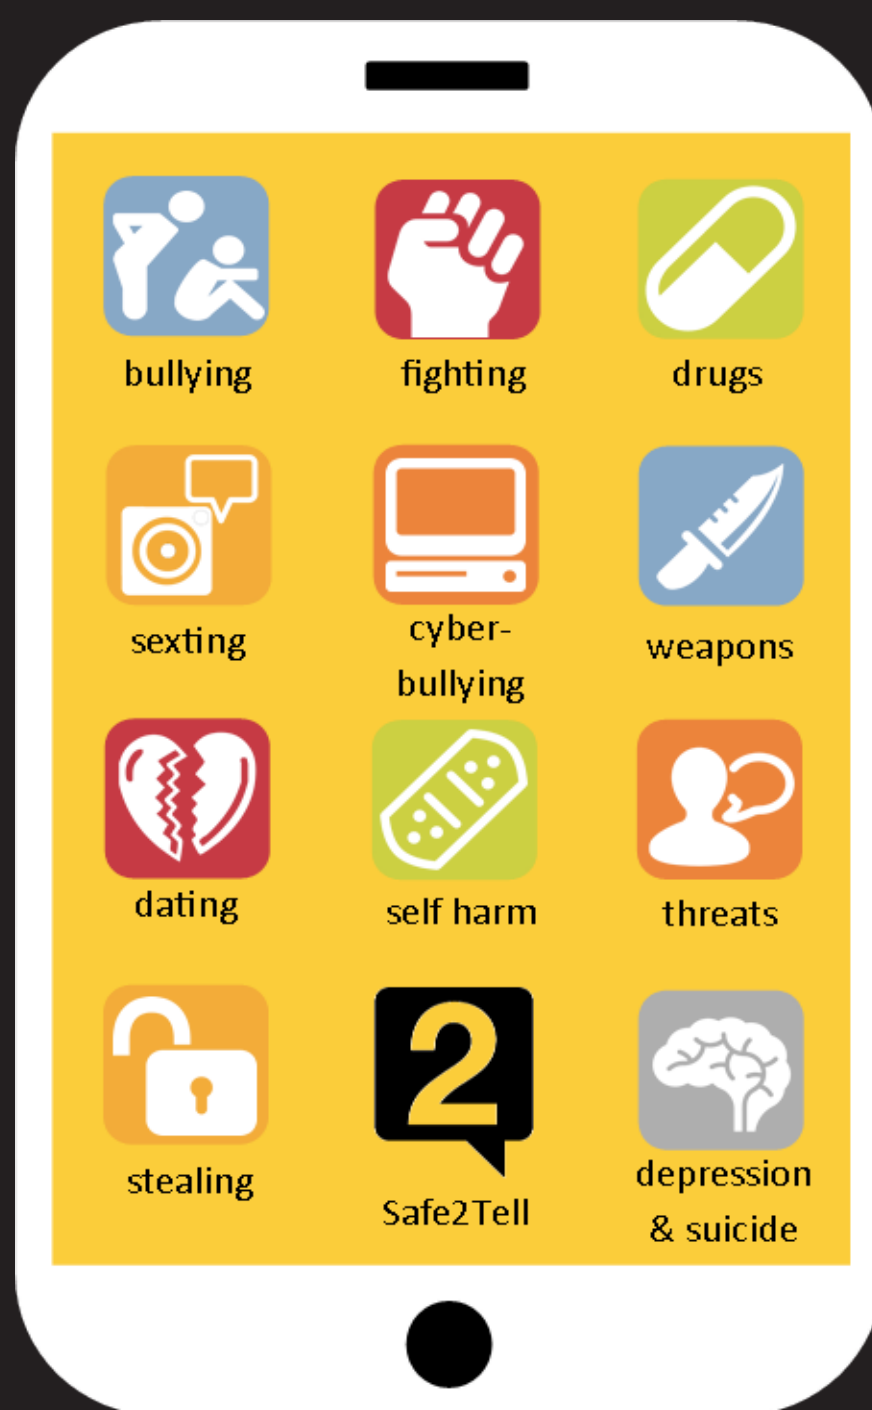 bullying
fighting
drugs
sexting
cyber-
bullying
weapons
dating
self harm
threats
stealing
2
Safe2Tell
depression
& suicide